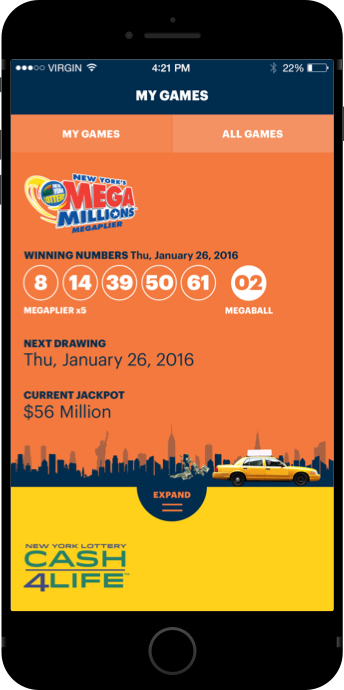 VIRGIN 4:21 PM 22%
MY GAMES
MY GAMES ALL GAMES
NEW YORK'S
MEGA
MILLIONS
MEGAPLIER
WINNING NUMBERS Thu, January 26, 2016
8 14 39 50 61 02
MEGAPLIER x5 MEGABALL
NEXT DRAWING
Thu, January 26, 2016
CURRENT JACKPOT
$56 Million
EXPAND
NEW YORK LOTTERY
CASH
4LIFE™